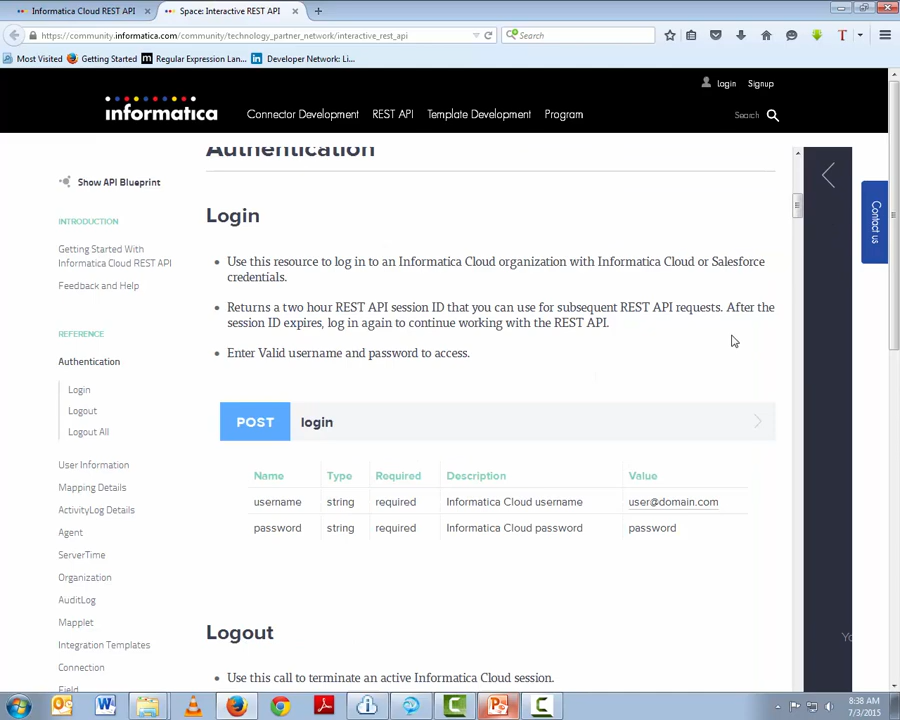 Informatica Cloud REST API
Space: Interactive REST API
https://community.informatica.com/community/technology_partner_network/interactive_rest_api
Search
Most Visited
Getting Started
Regular Expression Lan...
Developer Network: Li...
Login
Signup
informatica
Connector Development
REST API
Template Development
Program
Search
Show API Blueprint
INTRODUCTION
Getting Started With
Informatica Cloud REST API
Feedback and Help
REFERENCE
Authentication
Login
Logout
Logout All
User Information
Mapping Details
ActivityLog Details
Agent
ServerTime
Organization
AuditLog
Mapplet
Integration Templates
Connection
Field
Authentication
Login
Use this resource to log in to an Informatica Cloud organization with Informatica Cloud or Salesforce
credentials.
Returns a two hour REST API session ID that you can use for subsequent REST API requests. After the
session ID expires, log in again to continue working with the REST API.
Enter Valid username and password to access.
POST login
Name Type Required Description Value
username string required Informatica Cloud username user@domain.com
password string required Informatica Cloud password password
Logout
Use this call to terminate an active Informatica Cloud session.
Contact us
8:38 AM
7/3/2015